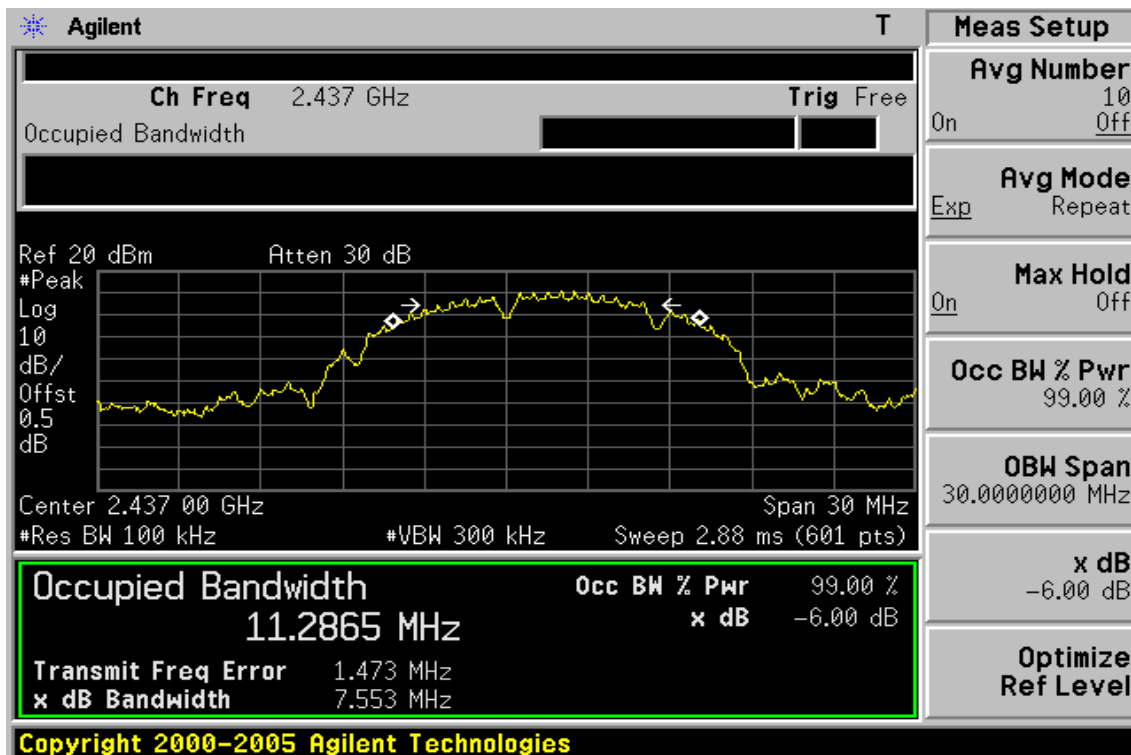 Agilent T
Ch Freq 2.437 GHz Trig Free
Occupied Bandwidth
Ref 20 dBm Atten 30 dB
#Peak
Log
10
dB/
Offst
0.5
dB
Center 2.437 00 GHz Span 30 MHz
#Res BW 100 kHz #VBW 300 kHz Sweep 2.88 ms (601 pts)
Occupied Bandwidth Occ BW % Pwr 99.00 %
11.2865 MHz x dB -6.00 dB
Transmit Freq Error 1.473 MHz
x dB Bandwidth 7.553 MHz
Meas Setup
Avg Number
10
On Off
Avg Mode
Exp Repeat
Max Hold
On Off
Occ BW % Pwr
99.00 %
OBW Span
30.0000000 MHz
x dB
-6.00 dB
Optimize
Ref Level
Copyright 2000-2005 Agilent Technologies